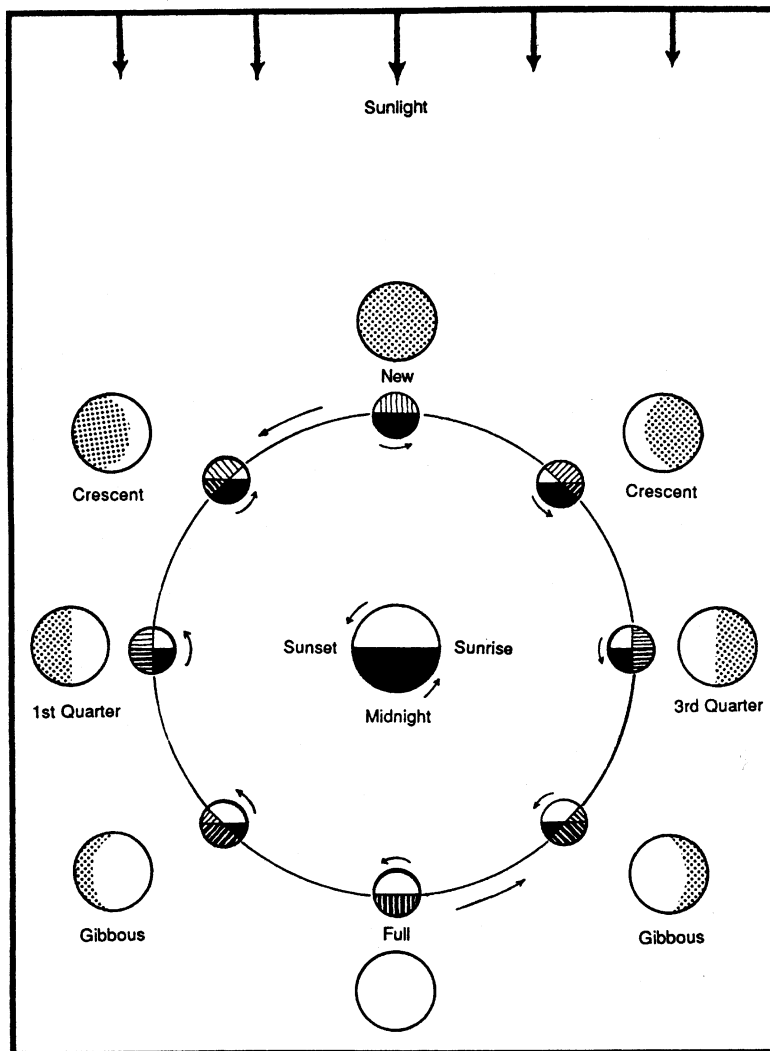 Sunlight
New
Crescent
Crescent
Sunset
Sunrise
1st Quarter
Midnight
3rd Quarter
Gibbous
Full
Gibbous